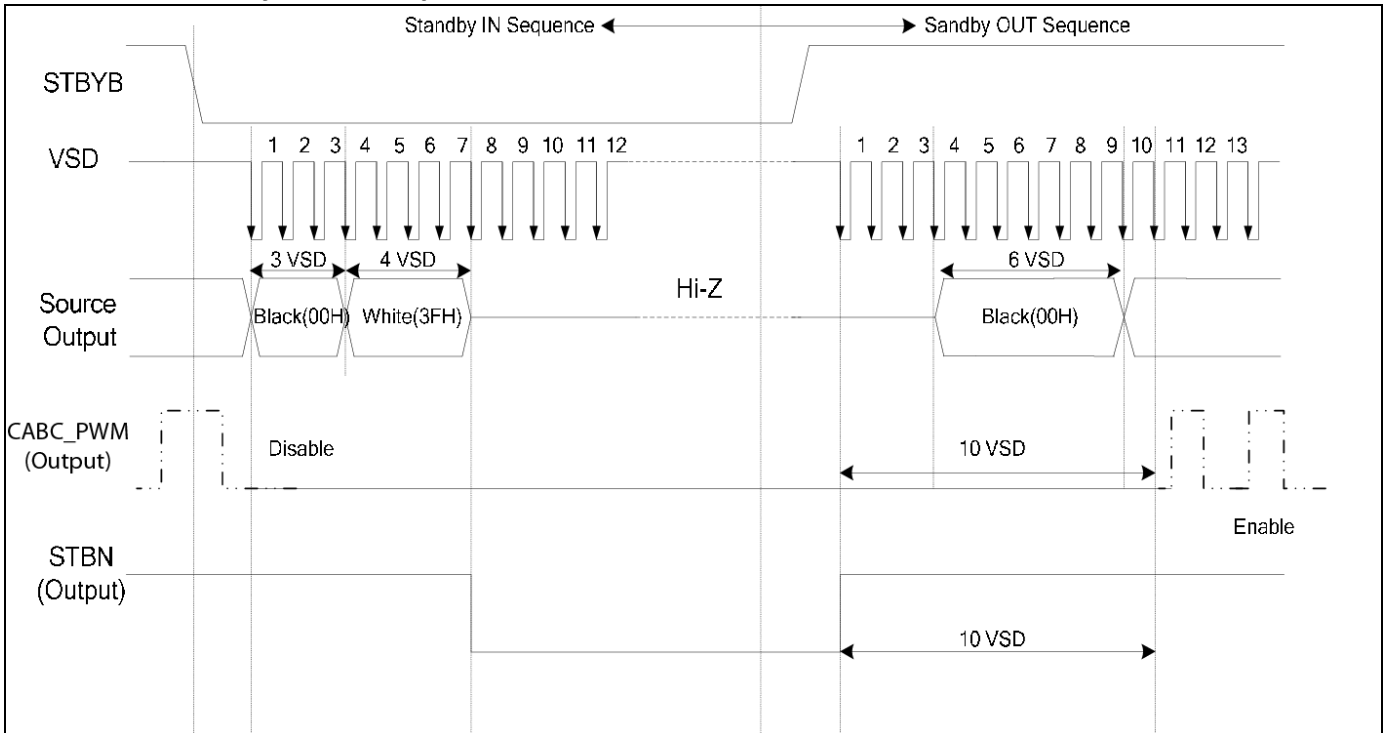 Standby IN Sequence
Sandby OUT Sequence
STBYB
VSD
1 2 3 4 5 6 7 8 9 10 11 12
1 2 3 4 5 6 7 8 9 10 11 12 13
3 VSD
4 VSD
6 VSD
Source
Output
Black(00H)
White(3FH)
Hi-Z
Black(00H)
CABC_PWM
(Output)
Disable
10 VSD
Enable
STBN
(Output)
10 VSD